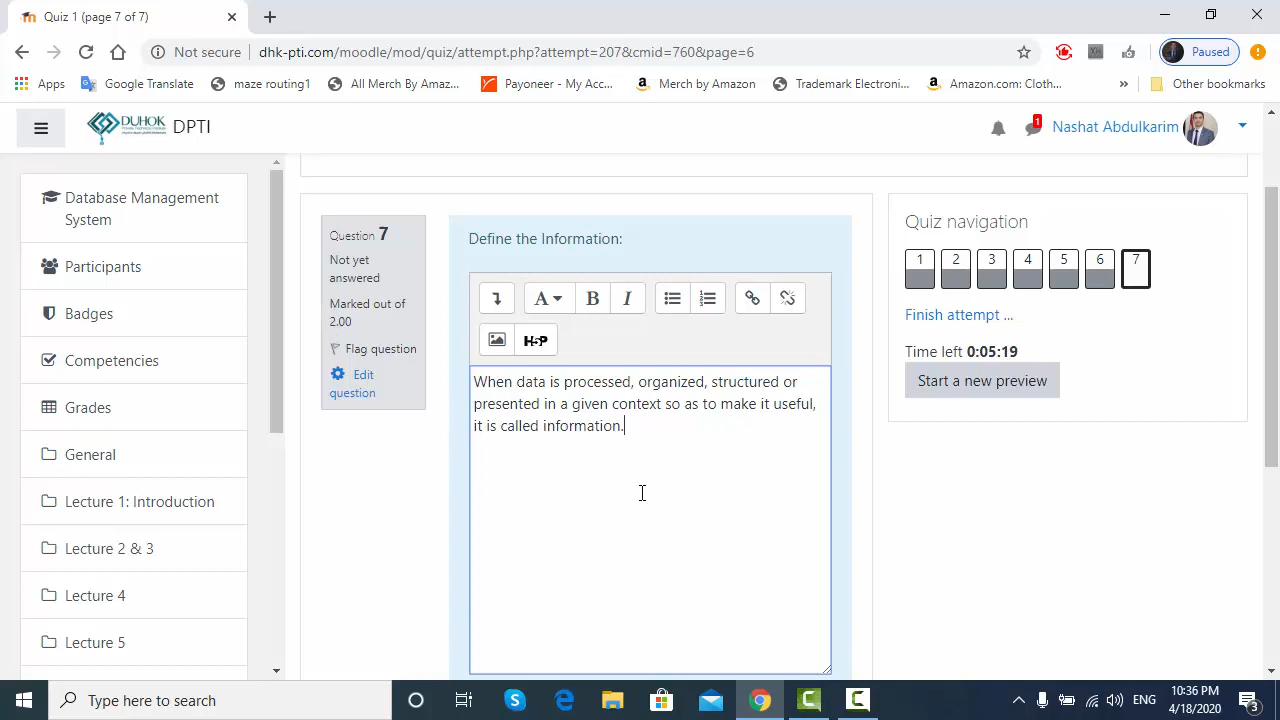 Quiz 1 (page 7 of 7)
Not secure
dhk-pti.com/moodle/mod/quiz/attempt.php?attempt=207&cmid=760&page=6
Paused
Apps
Google Translate
maze routing1
All Merch By Amaz...
Payoneer - My Acc...
Merch by Amazon
Trademark Electroni...
Amazon.com: Cloth...
»
Other bookmarks
DUHOK
DPTI
1
Nashat Abdulkarim
Database Management
System
Participants
Badges
Competencies
Grades
General
Lecture 1: Introduction
Lecture 2 & 3
Lecture 4
Lecture 5
Question 7
Not yet
answered
Marked out of
2.00
Flag question
Edit
question
Define the Information:
A
B
I
H5P
When data is processed, organized, structured or
presented in a given context so as to make it useful,
it is called information.
Quiz navigation
1 2 3 4 5 6 7
Finish attempt ...
Time left 0:05:19
Start a new preview
Type here to search
ENG
10:36 PM
4/18/2020
3